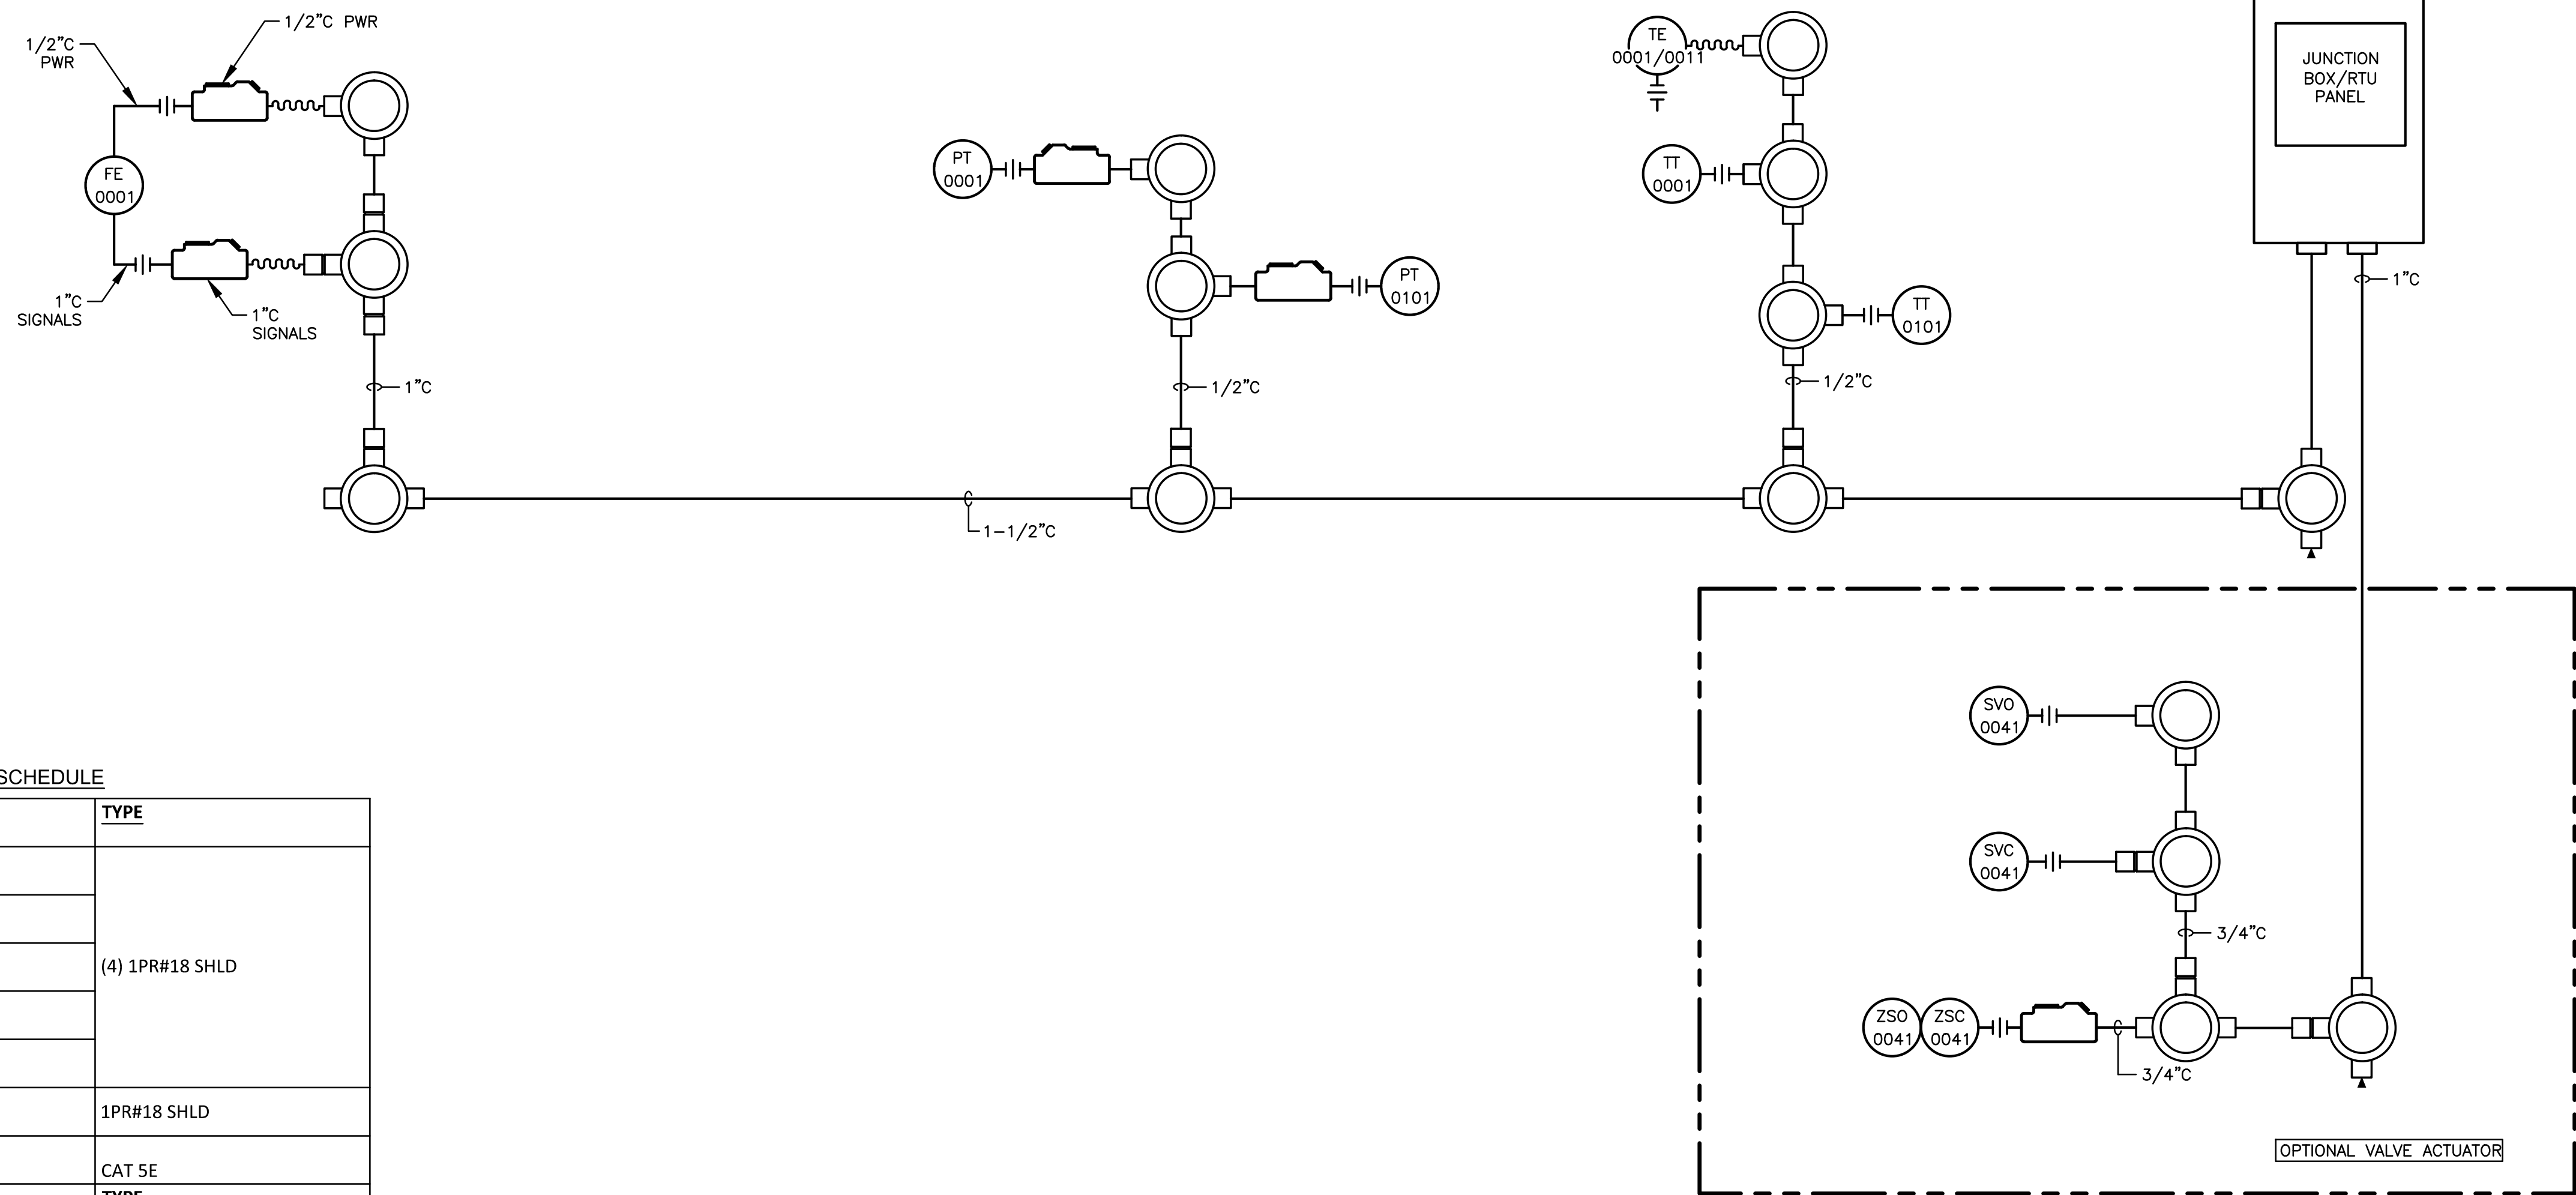 1/2"C PWR
1/2"C
PWR
FE
0001
1"C
SIGNALS
1"C
SIGNALS
1"C
PT
0001
PT
0101
1/2"C
1-1/2"C
TE
0001/0011
TT
0001
TT
0101
1/2"C
JUNCTION
BOX/RTU
PANEL
1"C
SVO
0041
SVC
0041
3/4"C
ZSO
0041
ZSC
0041
3/4"C
OPTIONAL VALVE ACTUATOR
SCHEDULE
TYPE
(4) 1PR#18 SHLD
1PR#18 SHLD
CAT 5E
TYPE